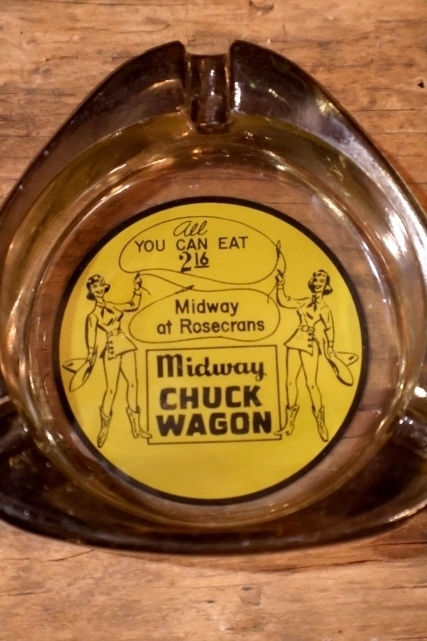 All
YOU CAN EAT
2 16
Midway
at Rosecrans
Midway
CHUCK
WAGON